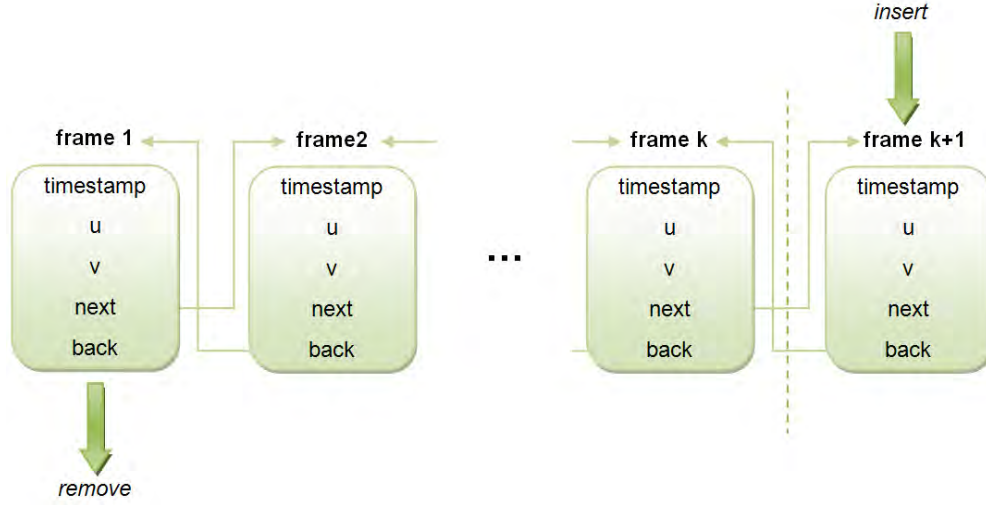 insert
frame 1
frame2
frame k
frame k+1
timestamp
u
v
next
back
timestamp
u
v
next
back
...
timestamp
u
v
next
back
timestamp
u
v
next
back
remove